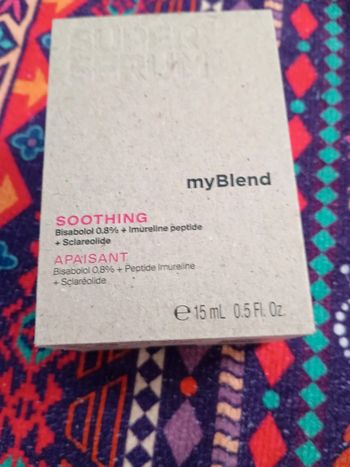 SUPER
SERUM
myBlend
SOOTHING
Bisabolol 0.8% + Imureline peptide
+ Sclareolide
APAISANT
Bisabolol 0,8% + Peptide Imureline
+ Sclaréolide
℮ 15 mL 0.5 Fl. Oz.